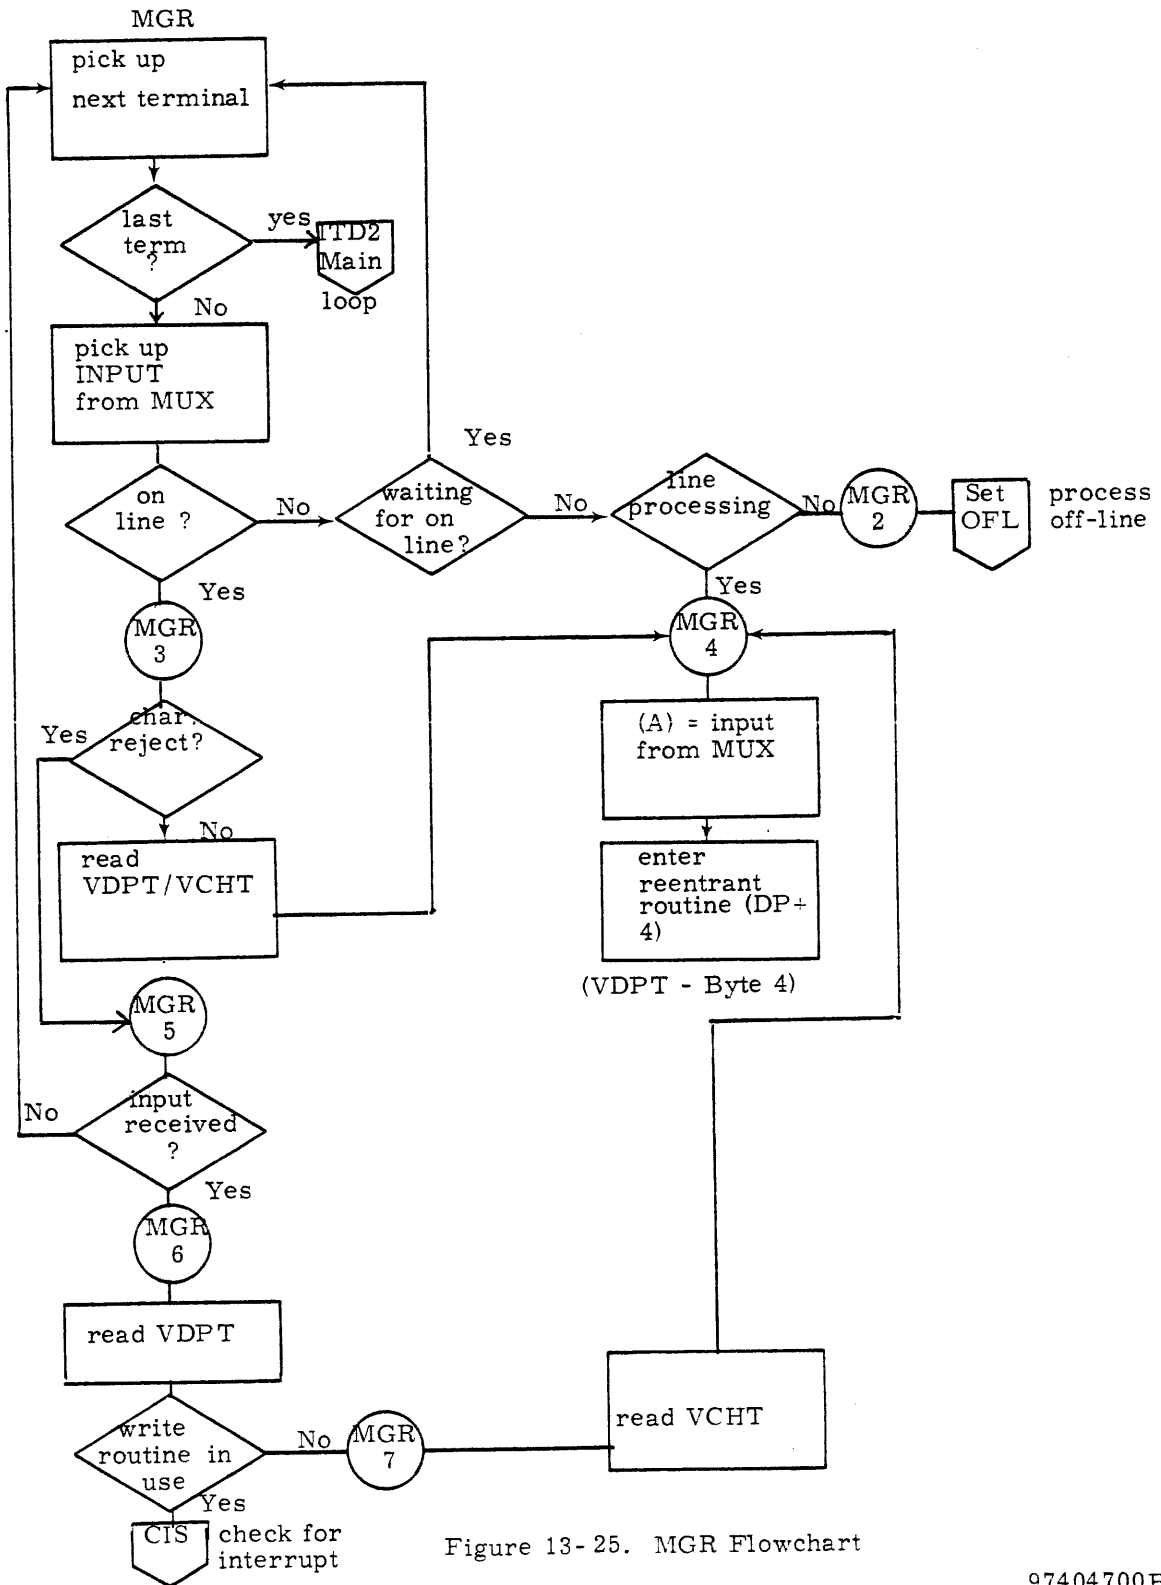 MGR
pick up
next terminal
last
term
?
yes
ITD2
Main
loop
No
pick up
INPUT
from MUX
Yes
on
line ?
No
waiting
for on
line?
No
line
processing
No
MGR
2
Set
OFL
process
off-line
Yes
MGR
3
Yes
MGR
4
char.
reject?
Yes
No
(A) = input
from MUX
read
VDPT/VCHT
enter
reentrant
routine (DP+
4)
(VDPT - Byte 4)
MGR
5
input
received
?
No
Yes
MGR
6
read VDPT
read VCHT
write
routine in
use
No
MGR
7
Yes
CIS
check for
interrupt
Figure 13-25. MGR Flowchart